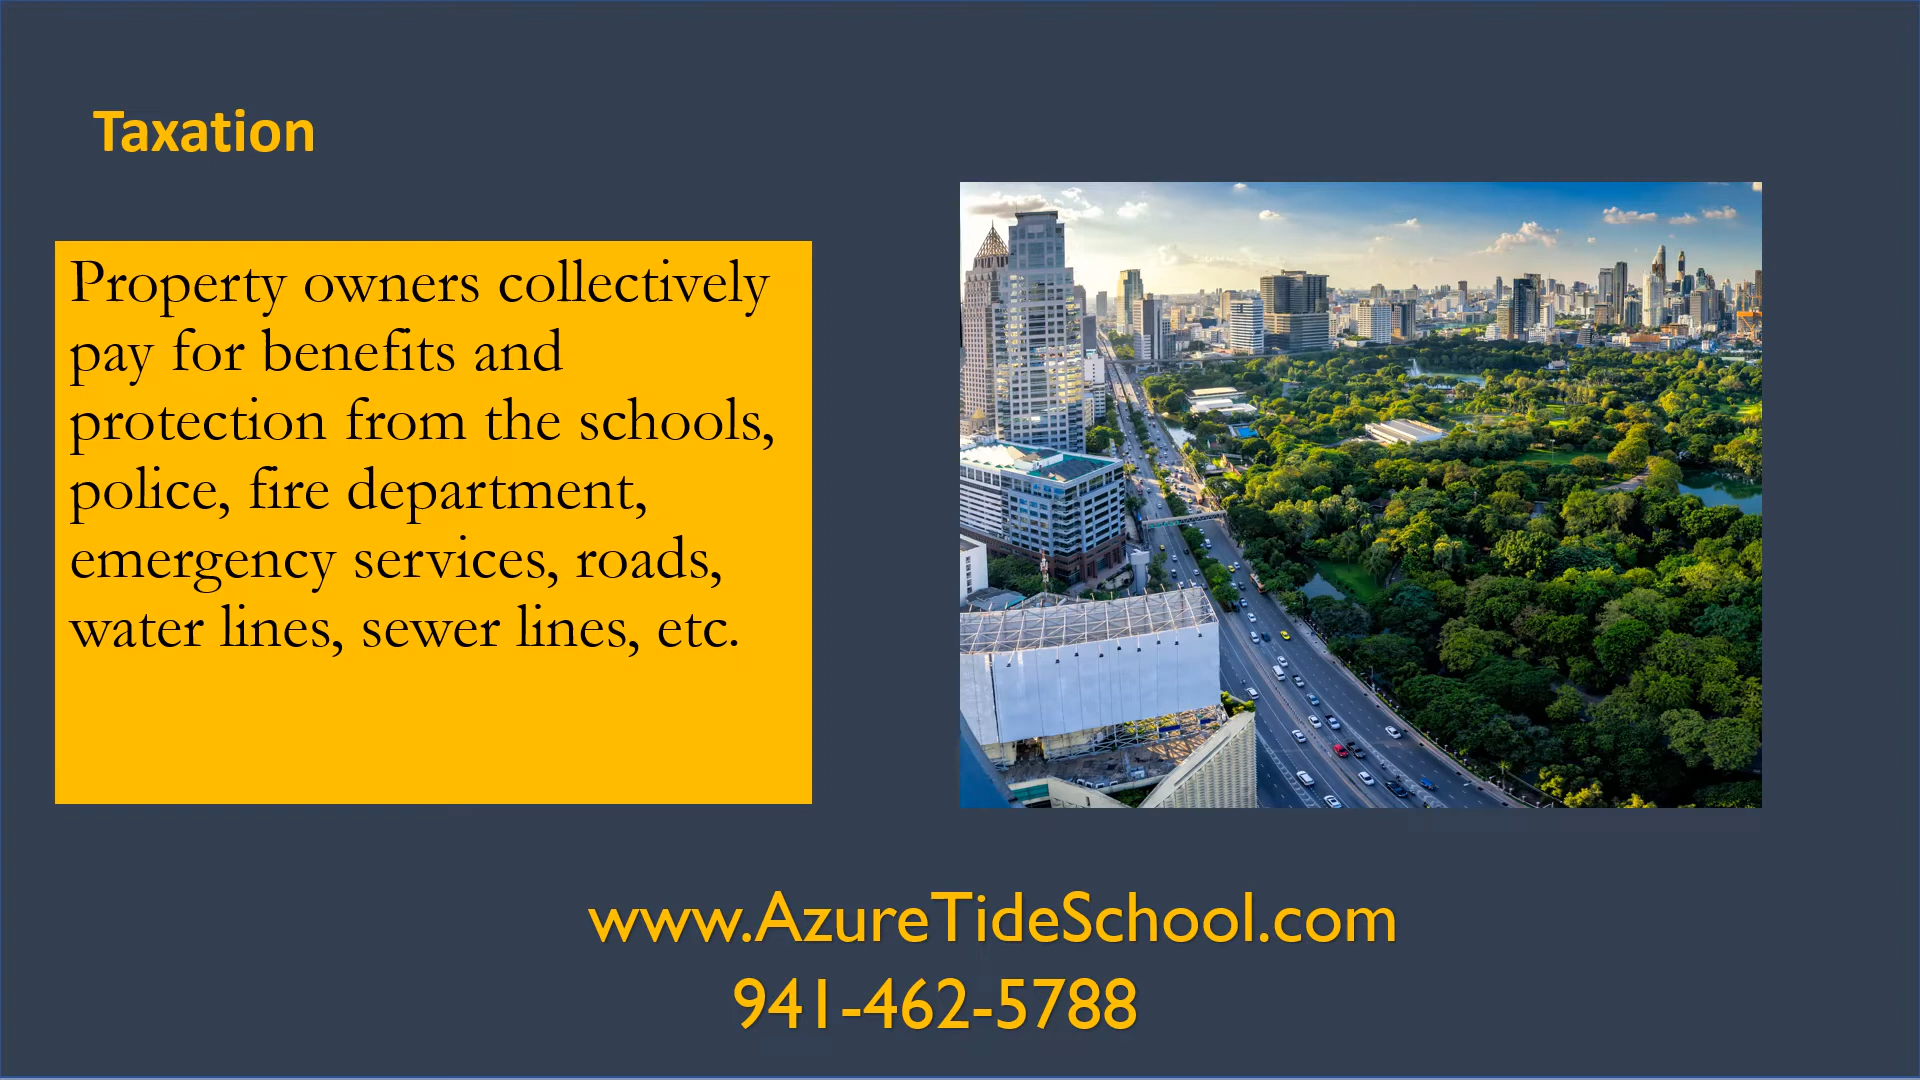 Taxation
Property owners collectively
pay for benefits and
protection from the schools,
police, fire department,
emergency services, roads,
water lines, sewer lines, etc.
www.AzureTideSchool.com
941-462-5788